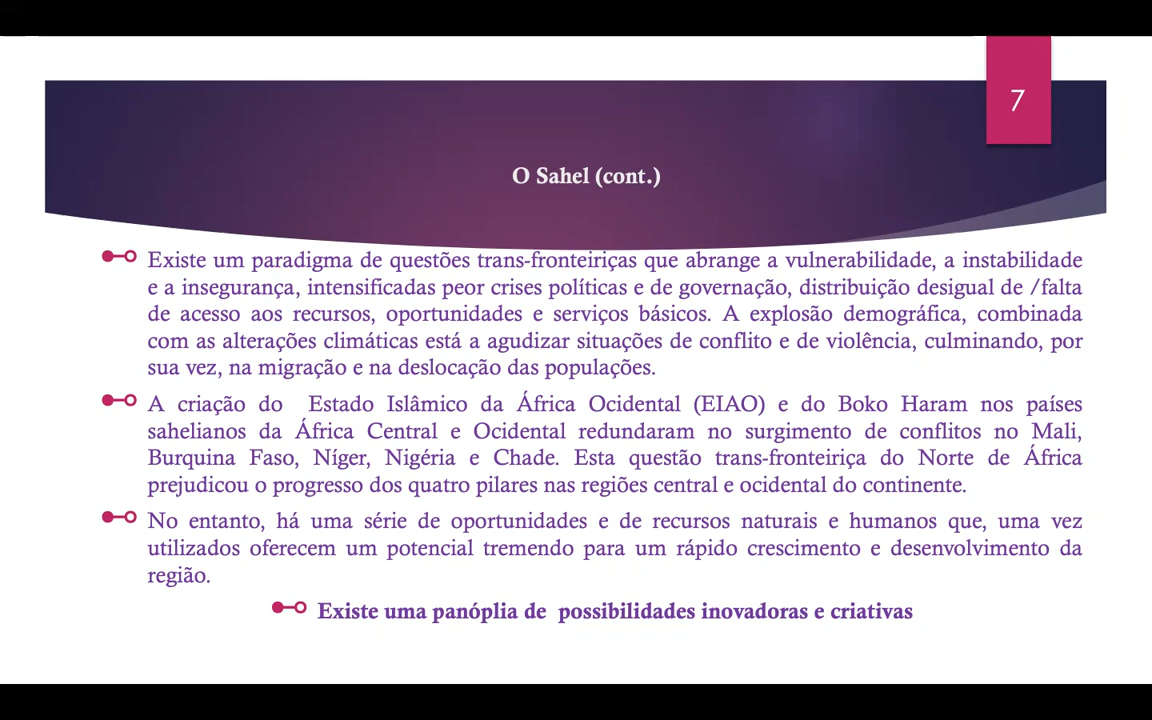 7
O Sahel (cont.)
Existe um paradigma de questões trans-fronteiriças que abrange a vulnerabilidade, a instabilidade
e a insegurança, intensificadas peor crises políticas e de governação, distribuição desigual de /falta
de acesso aos recursos, oportunidades e serviços básicos. A explosão demográfica, combinada
com as alterações climáticas está a agudizar situações de conflito e de violência, culminando, por
sua vez, na migração e na deslocação das populações.
A criação do  Estado Islâmico da África Ocidental (EIAO) e do Boko Haram nos países
sahelianos da África Central e Ocidental redundaram no surgimento de conflitos no Mali,
Burquina Faso, Níger, Nigéria e Chade. Esta questão trans-fronteiriça do Norte de África
prejudicou o progresso dos quatro pilares nas regiões central e ocidental do continente.
No entanto, há uma série de oportunidades e de recursos naturais e humanos que, uma vez
utilizados oferecem um potencial tremendo para um rápido crescimento e desenvolvimento da
região.
Existe uma panóplia de  possibilidades inovadoras e criativas